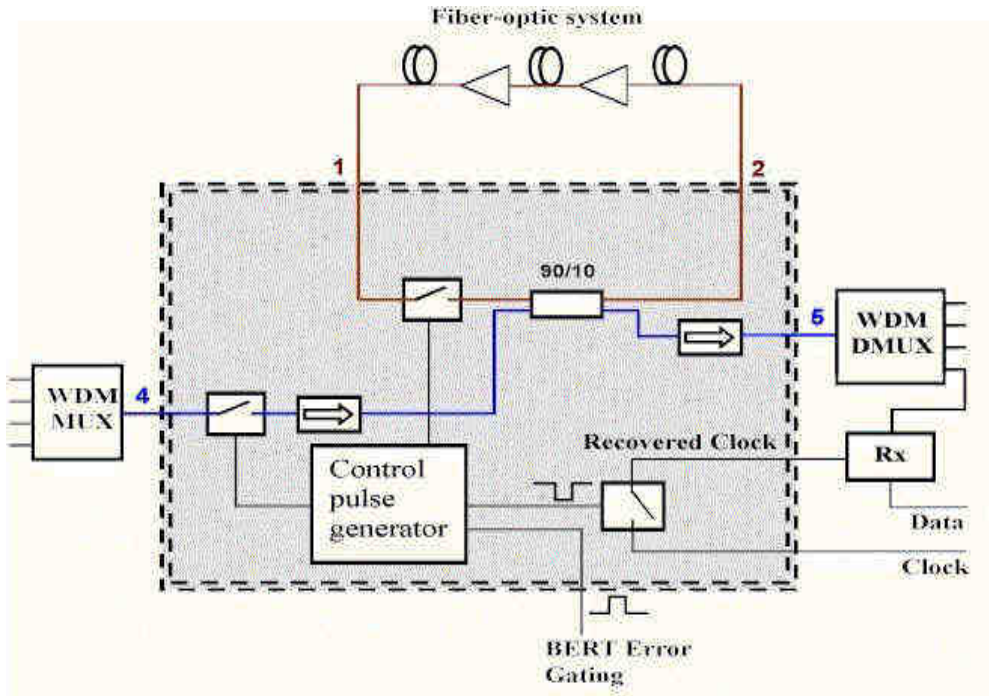 Fiber-optic system
1
2
90/10
5
WDM
DMUX
WDM
MUX
4
Recovered Clock
Rx
Control
pulse
generator
Data
Clock
BERT Error
Gating